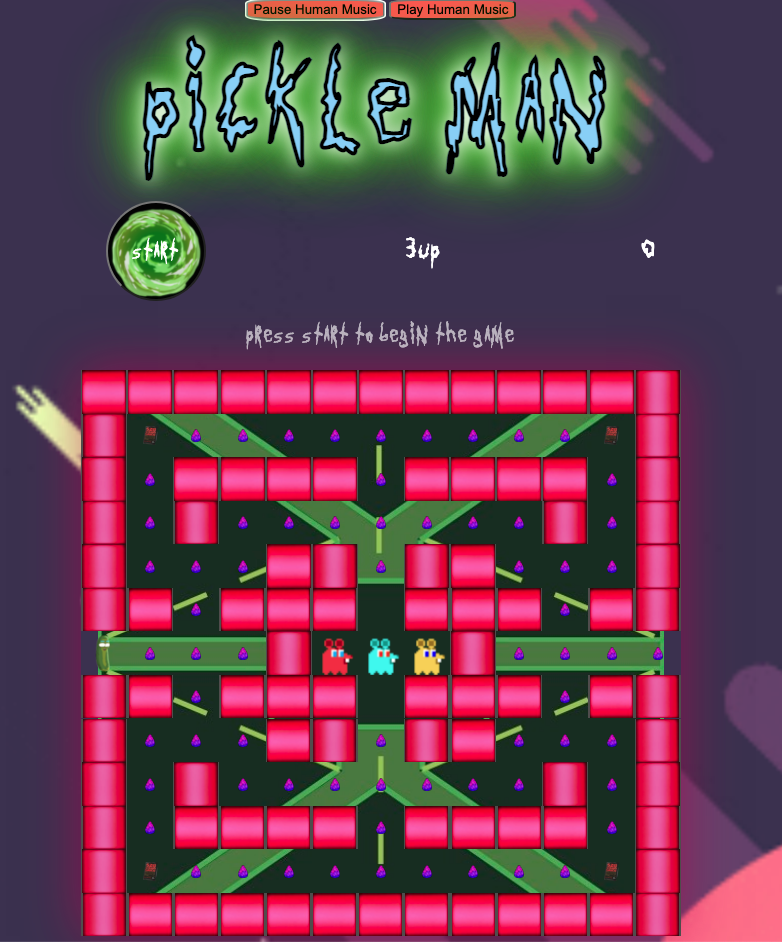 Pause Human Music Play Human Music
pickle MAN
start 3up 0
press start to begin the game